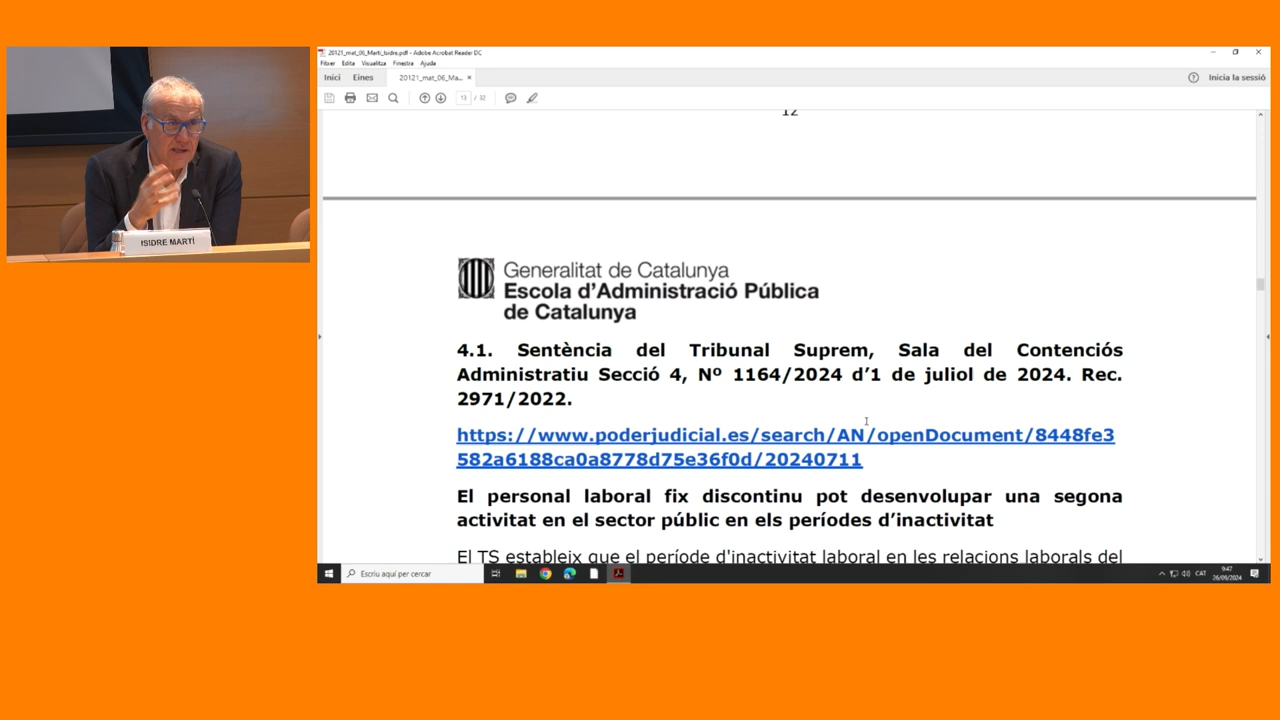 ISIDRE MARTÍ
20121_mat_06_Marti_Isidre.pdf - Adobe Acrobat Reader DC
Fitxer Edita Visualitza Finestra Ajuda
Inici Eines 20121_mat_06_Ma... × Inicia la sessió
13 / 32
12
Generalitat de Catalunya
Escola d'Administració Pública
de Catalunya
4.1. Sentència del Tribunal Suprem, Sala del Contenciós
Administratiu Secció 4, Nº 1164/2024 d’1 de juliol de 2024. Rec.
2971/2022.
https://www.poderjudicial.es/search/AN/openDocument/8448fe3
582a6188ca0a8778d75e36f0d/20240711
El personal laboral fix discontinu pot desenvolupar una segona
activitat en el sector públic en els períodes d’inactivitat
El TS estableix que el període d'inactivitat laboral en les relacions laborals del
Escriu aquí per cercar
CAT
9:47
26/09/2024